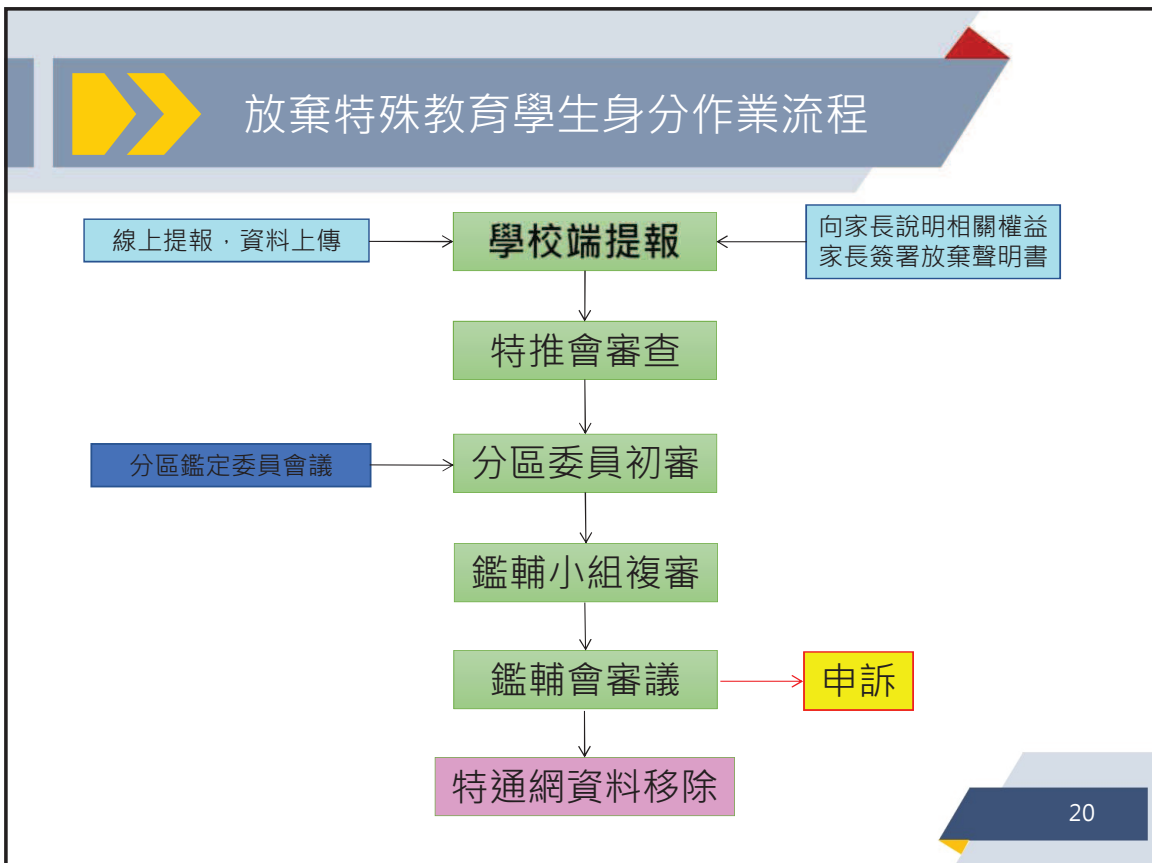 放棄特殊教育學生身分作業流程
線上提報．資料上傳
學校端提報
向家長說明相關權益
家長簽署放棄聲明書
特推會審查
分區鑑定委員會議
分區委員初審
鑑輔小組複審
鑑輔會審議
申訴
特通網資料移除
20